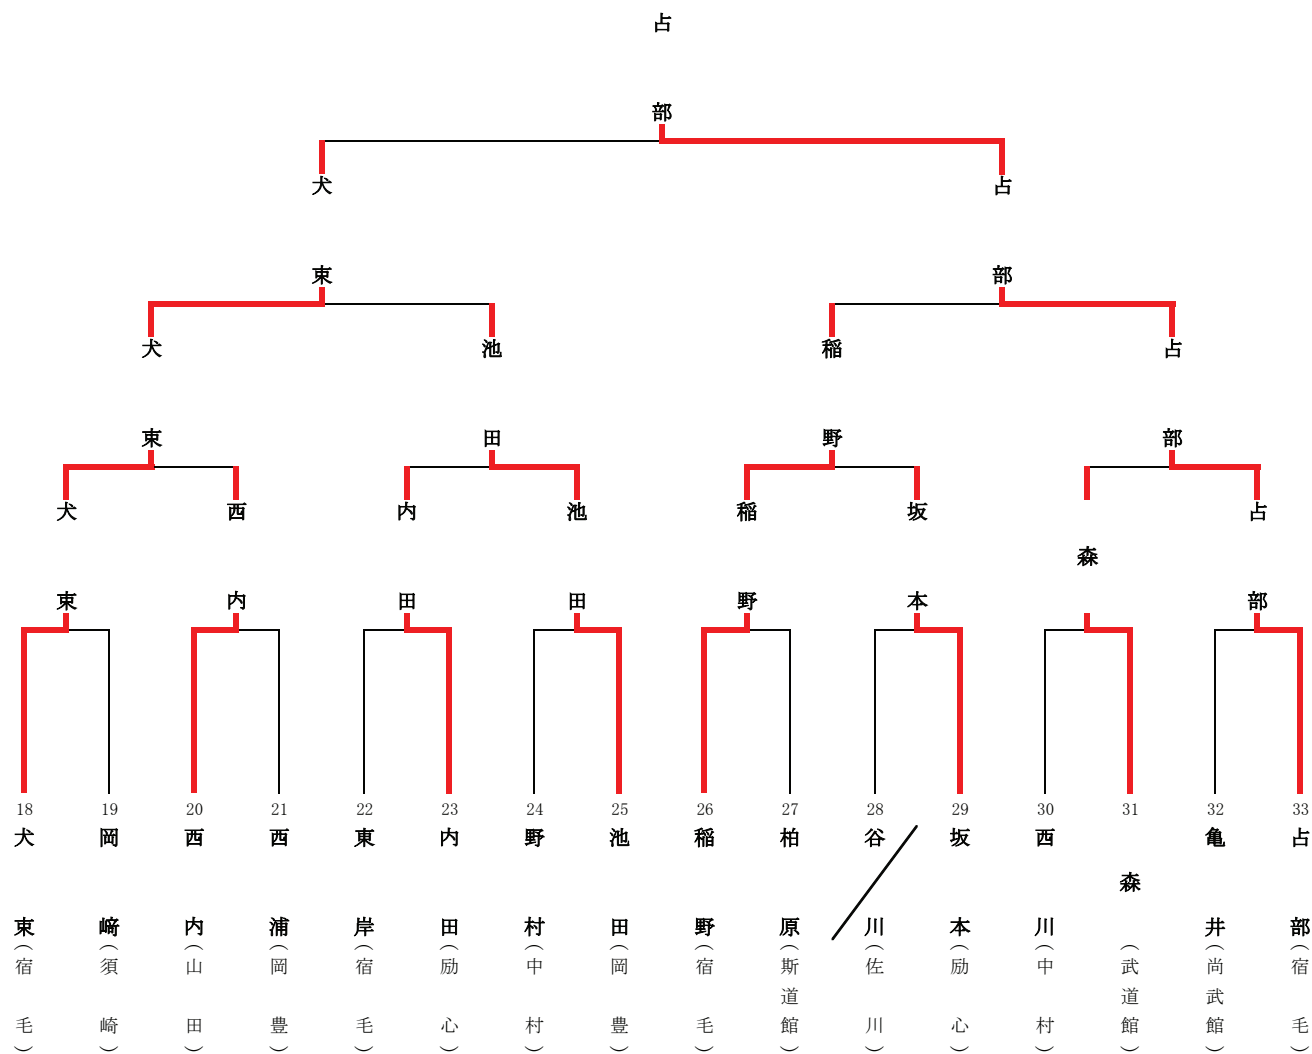 占部
犬東
占部
犬東
池田
稲野
占部
犬東
西内
内田
池田
稲野
坂本
森
占部
18
19
20
21
22
23
24
25
26
27
28
29
30
31
32
33
犬東(宿毛)
岡﨑(須崎)
西内(山田)
西浦(岡豊)
東岸(宿毛)
内田(励心)
野村(中村)
池田(岡豊)
稲野(宿毛)
柏原(斯道館)
谷川(佐川)
坂本(励心)
西川(中村)
森(武道館)
亀井(尚武館)
占部(宿毛)